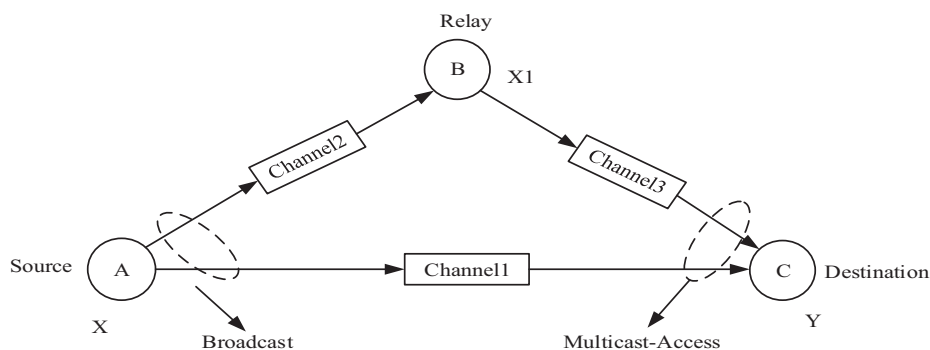 Relay
B
X1
Channel2
Channel3
Source
A
Channel1
C
Destination
X
Y
Broadcast
Multicast-Access